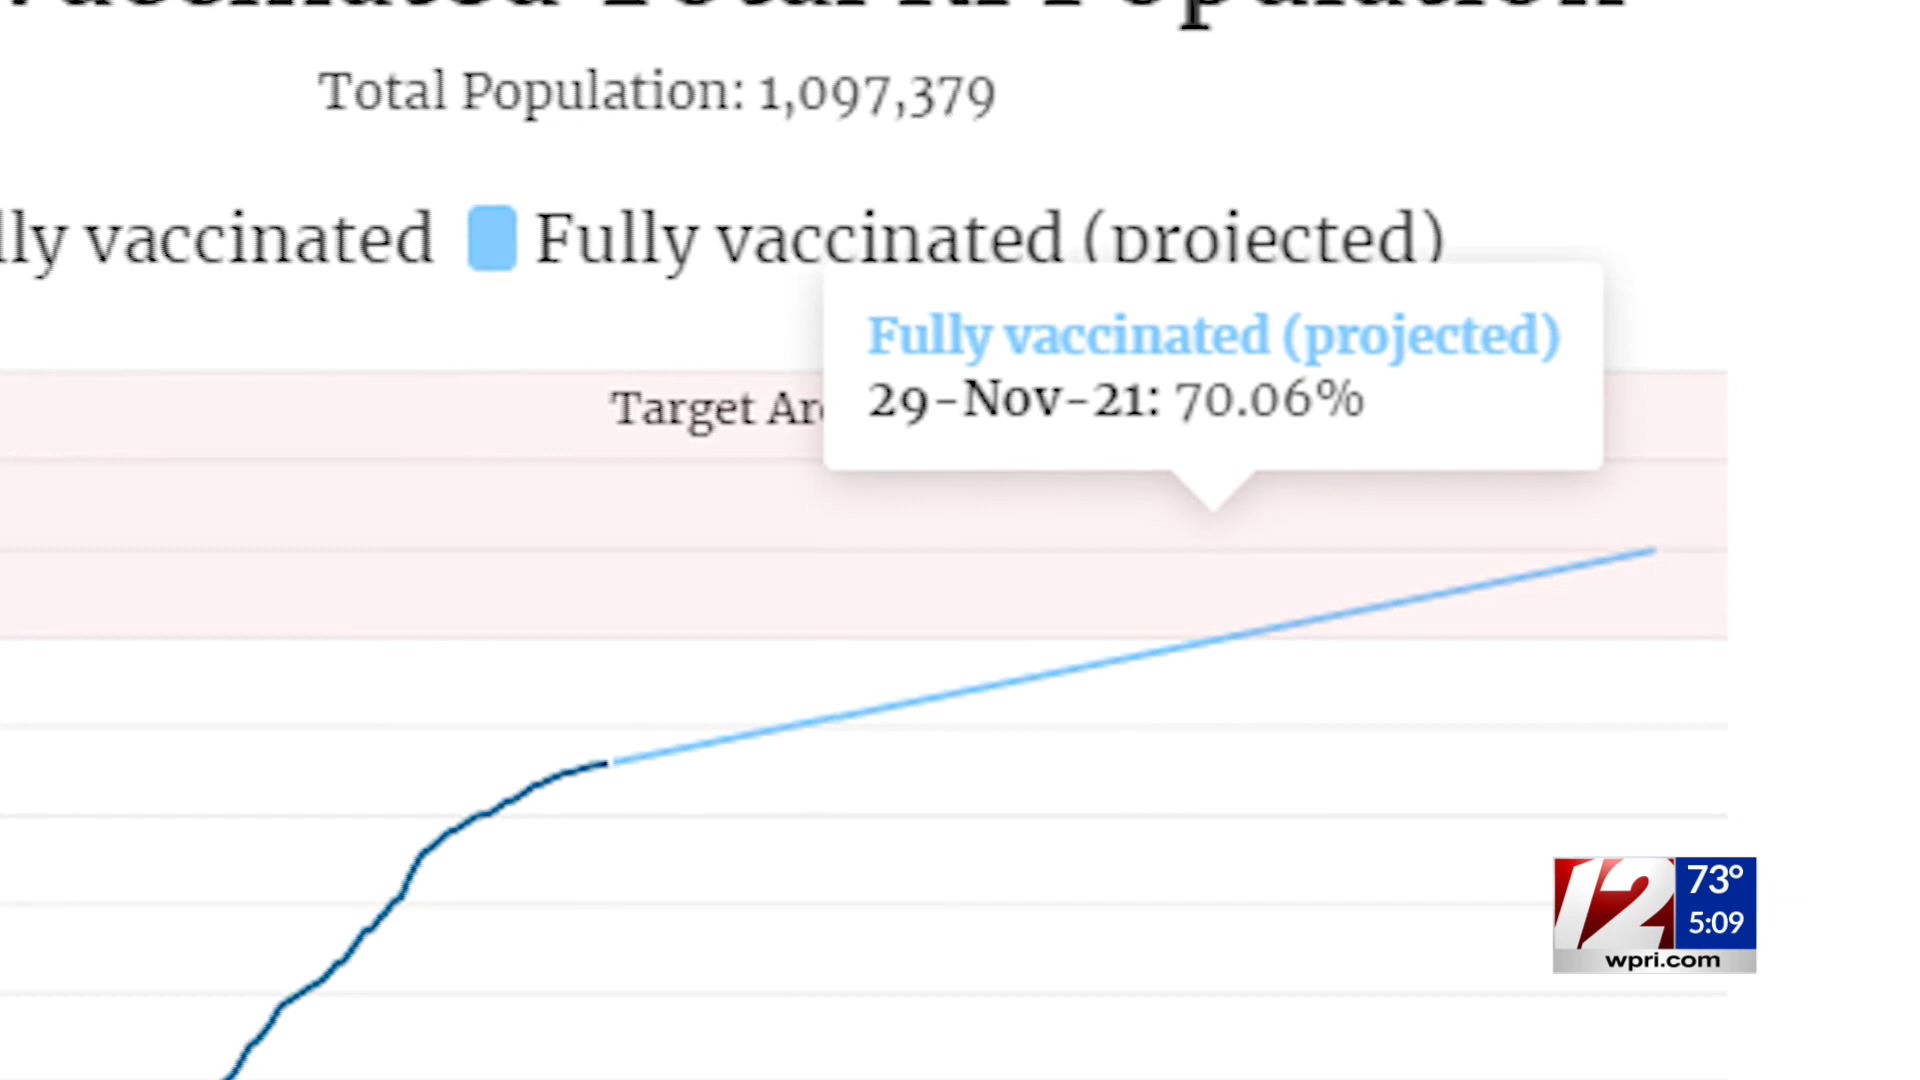 Total Population: 1,097,379
lly vaccinated Fully vaccinated (projected)
Fully vaccinated (projected)
29-Nov-21: 70.06%
Target Ar
12 73°
5:09
wpri.com